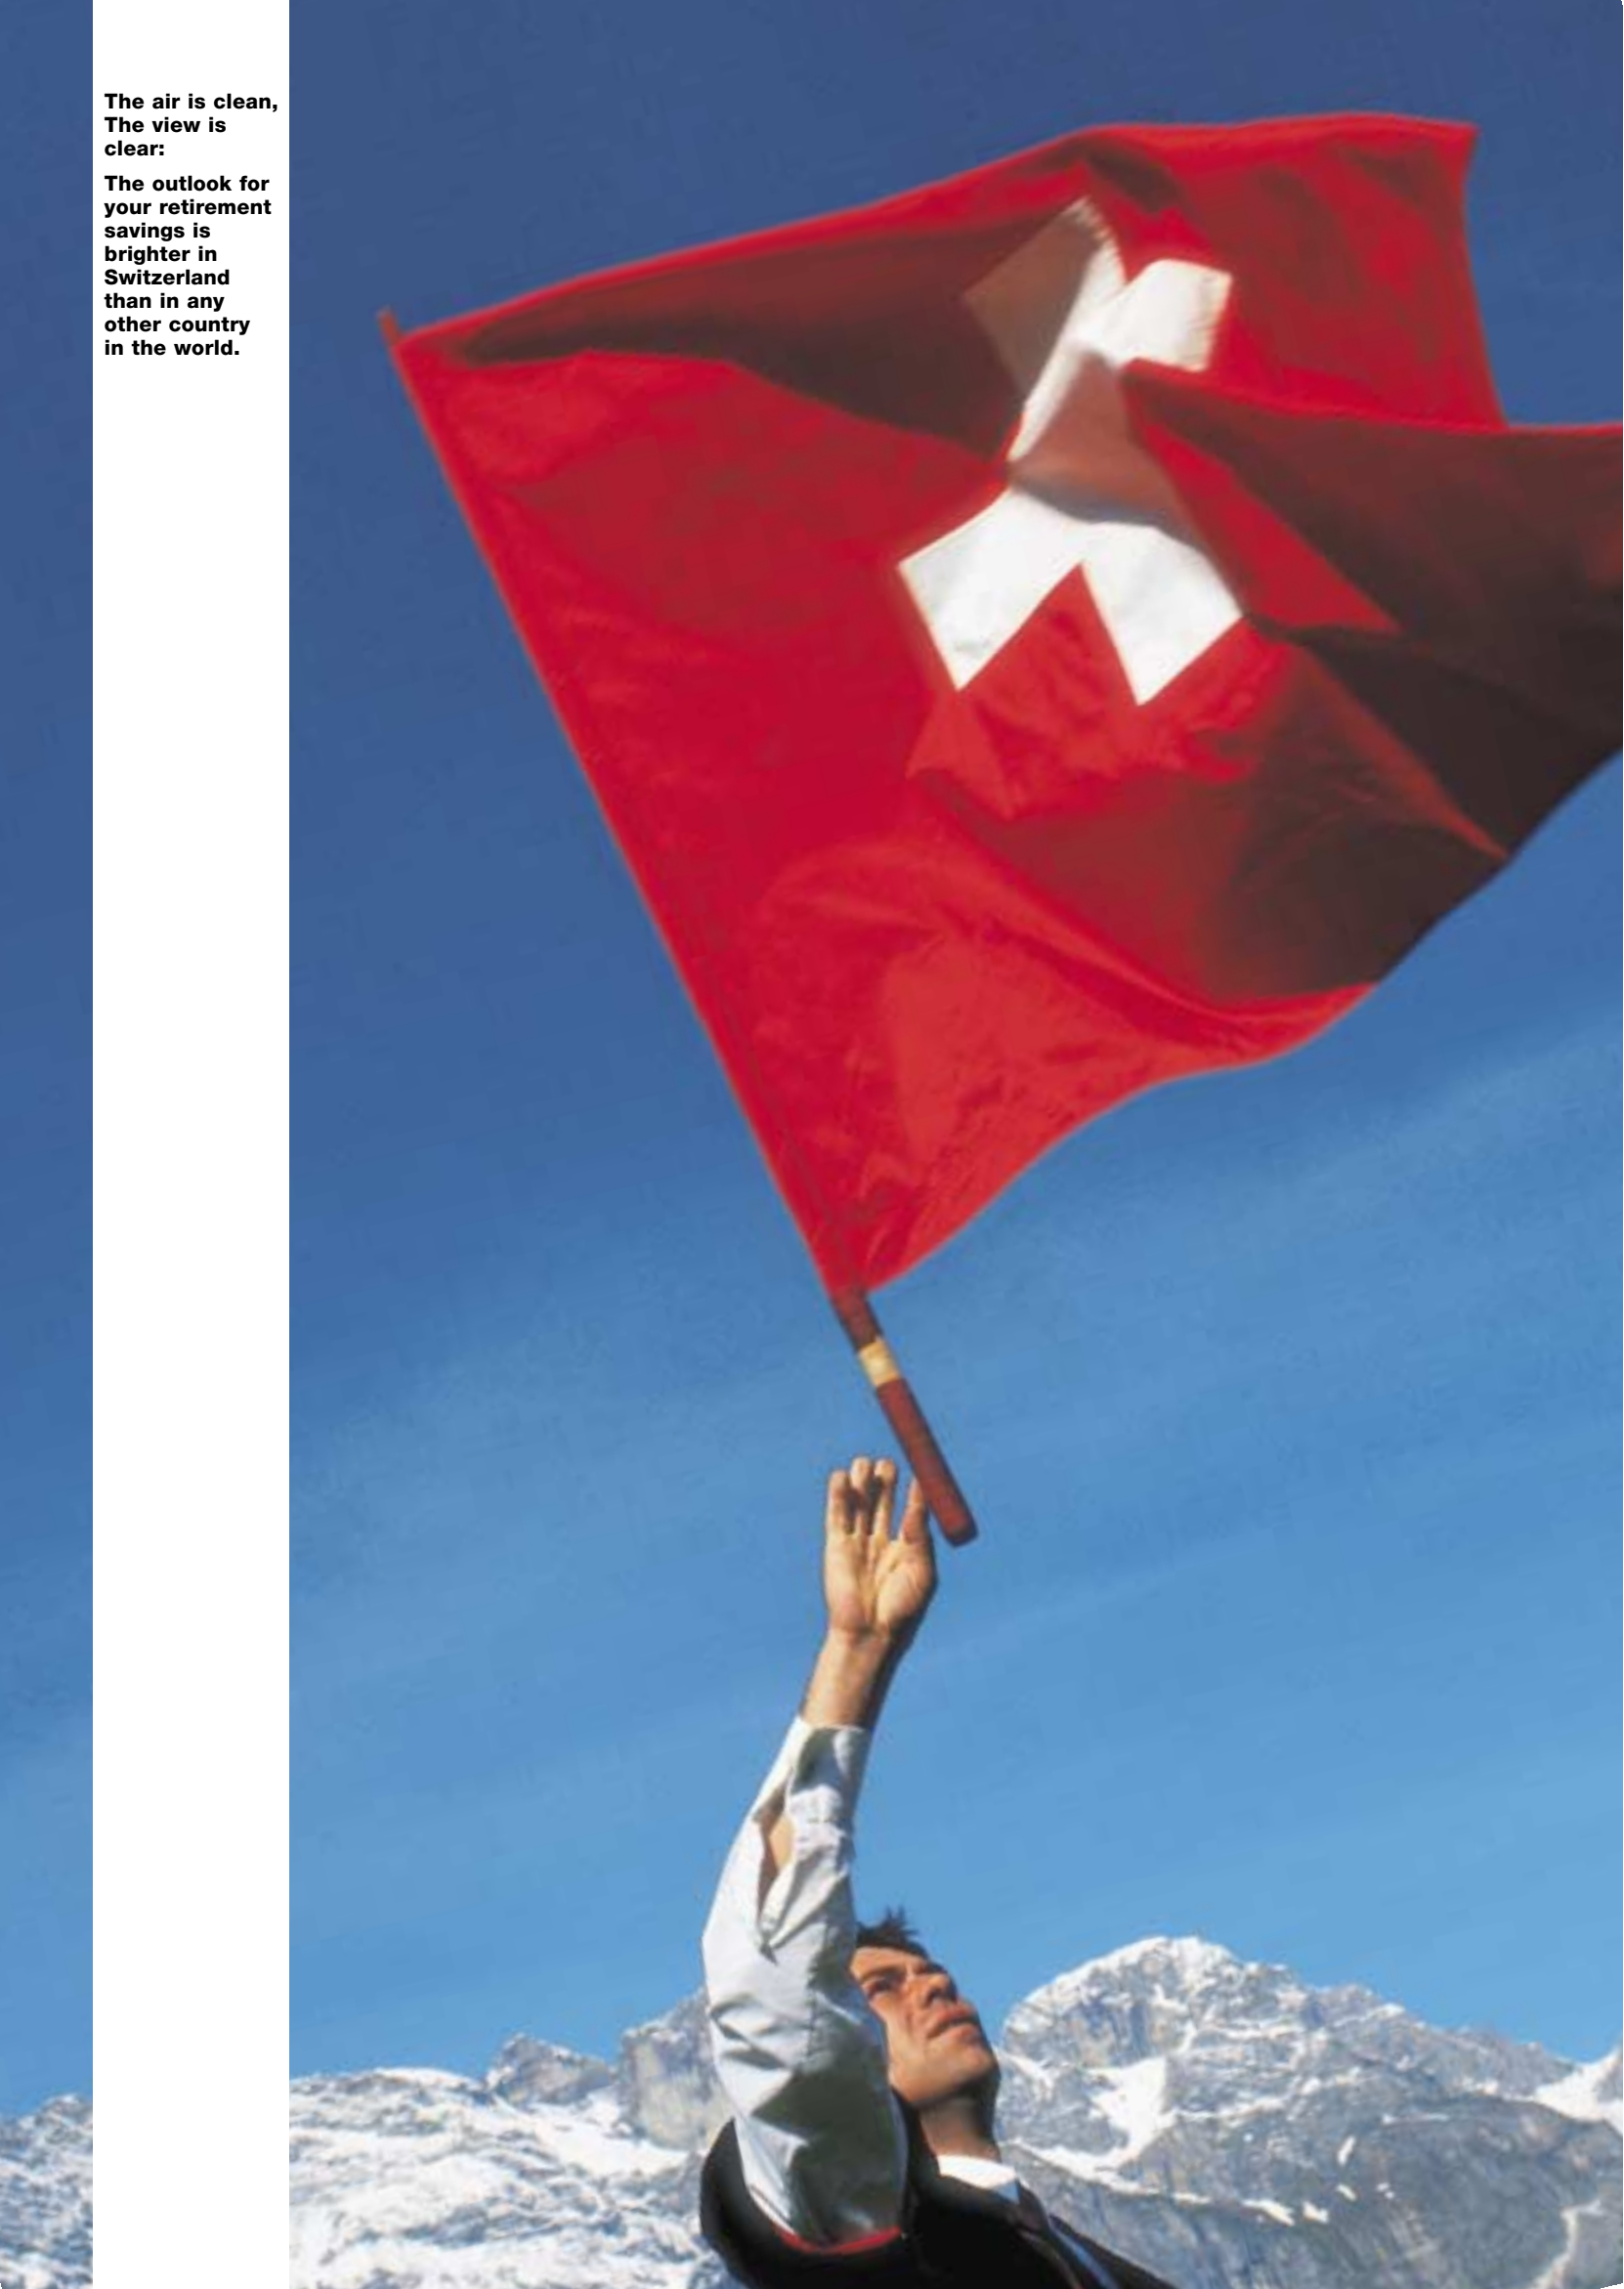 The air is clean,
The view is
clear:
The outlook for
your retirement
savings is
brighter in
Switzerland
than in any
other country
in the world.